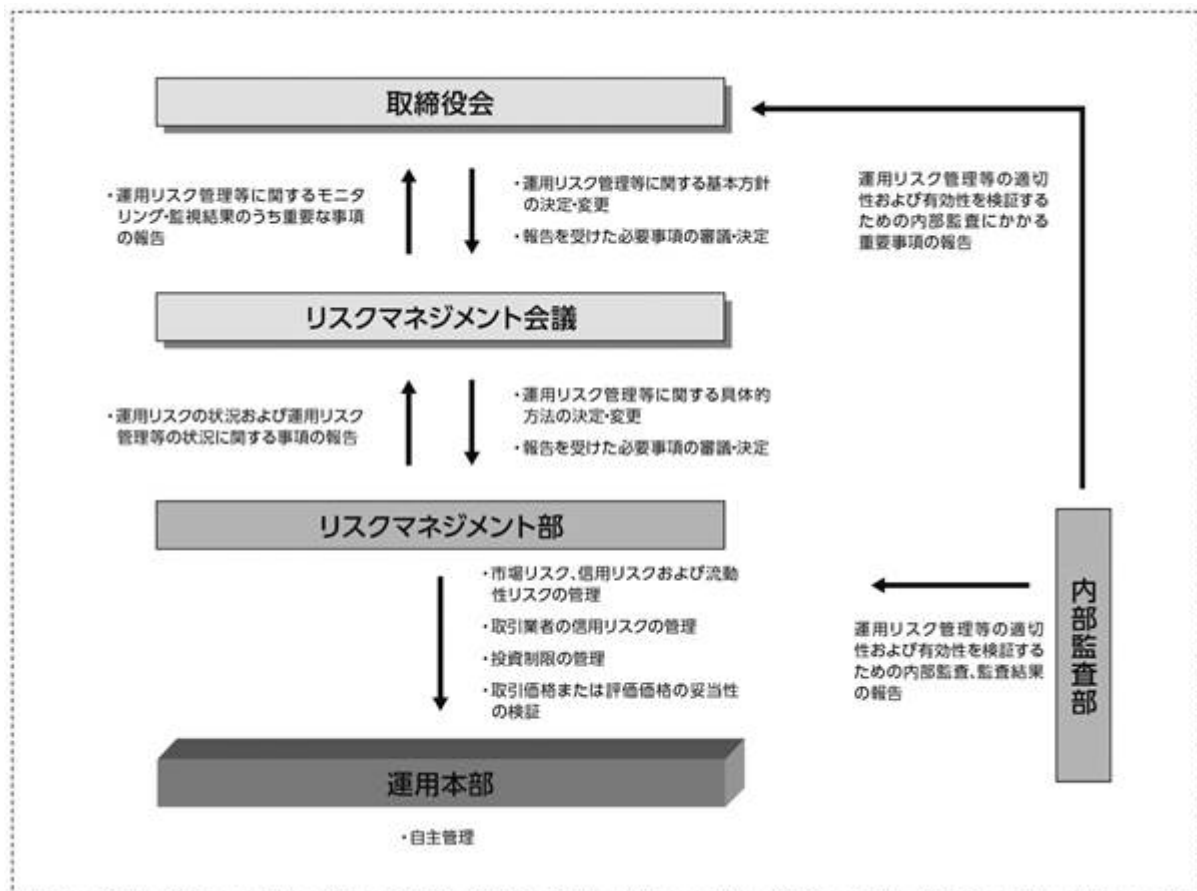 取締役会
・運用リスク管理等に関するモニタ
リング・監視結果のうち重要な事項
の報告
・運用リスク管理等に関する基本方針
の決定・変更
・報告を受けた必要事項の審議・決定
運用リスク管理等の適切
性および有効性を検証す
るための内部監査にかかる
重要事項の報告
リスクマネジメント会議
・運用リスクの状況および運用リスク
管理等の状況に関する事項の報告
・運用リスク管理等に関する具体的
方法の決定・変更
・報告を受けた必要事項の審議・決定
リスクマネジメント部
・市場リスク、信用リスクおよび流動
性リスクの管理
・取引業者の信用リスクの管理
・投資制限の管理
・取引価格または評価価格の妥当性
の検証
運用リスク管理等の適切
性および有効性を検証する
ための内部監査、監査結果
の報告
内部監査部
運用本部
・自主管理